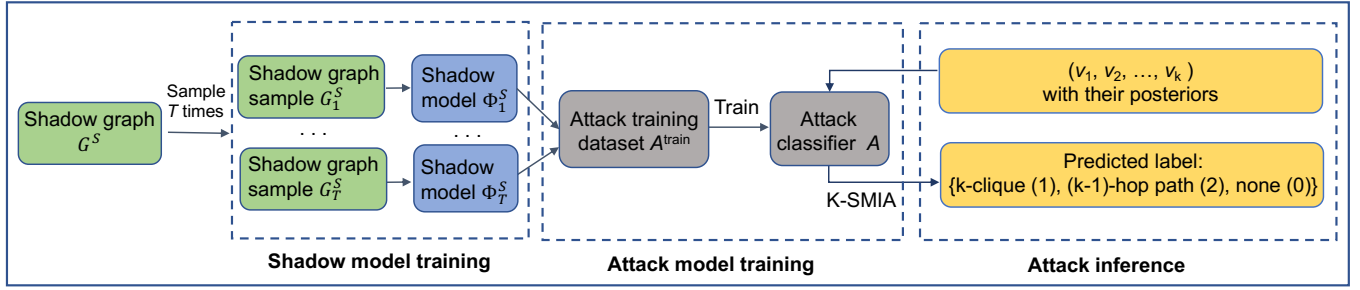 Shadow graph
G^S
Sample
T times
Shadow graph
sample G_1^S
. . .
Shadow graph
sample G_T^S
Shadow
model Φ_1^S
. . .
Shadow
model Φ_T^S
Shadow model training
Attack training
dataset A^train
Train
Attack
classifier A
K-SMIA
Attack model training
(v_1, v_2, ..., v_k )
with their posteriors
Predicted label:
{k-clique (1), (k-1)-hop path (2), none (0)}
Attack inference